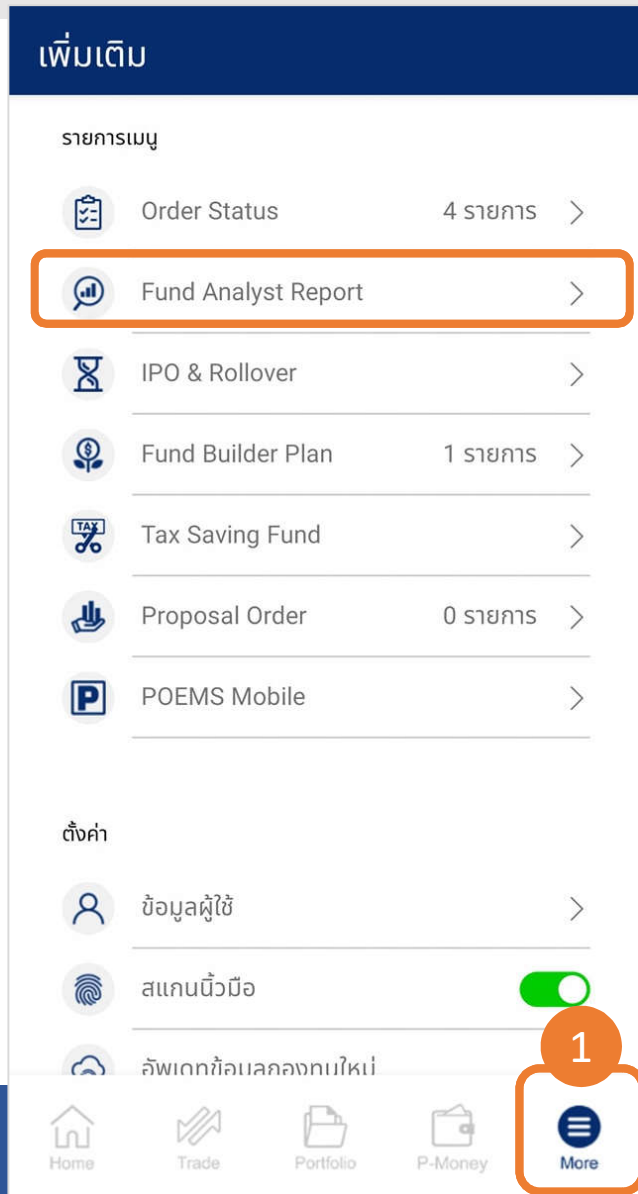 เพิ่มเติม
รายการเมนู
Order Status 4 รายการ
Fund Analyst Report
IPO & Rollover
Fund Builder Plan 1 รายการ
TAX
Tax Saving Fund
Proposal Order 0 รายการ
P
POEMS Mobile
ตั้งค่า
ข้อมูลผู้ใช้
สแกนนิ้วมือ
1
อัพเดทข้อมูลกองทุนใหม่
Home Trade Portfolio P-Money More